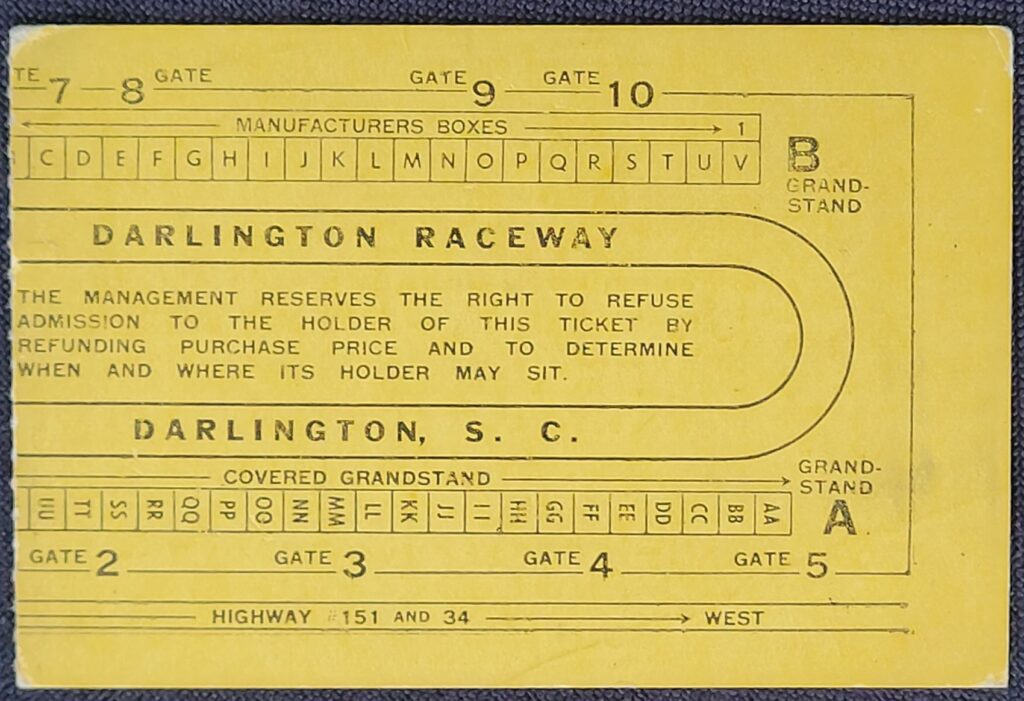 TE 7 8 GATE GATE 9 GATE 10
MANUFACTURERS BOXES 1
C D E F G H I J K L M N O P Q R S T U V
B
GRAND-
STAND
DARLINGTON RACEWAY
THE MANAGEMENT RESERVES THE RIGHT TO REFUSE
ADMISSION TO THE HOLDER OF THIS TICKET BY
REFUNDING PURCHASE PRICE AND TO DETERMINE
WHEN AND WHERE ITS HOLDER MAY SIT.
DARLINGTON, S. C.
COVERED GRANDSTAND
GRAND-
STAND
A
UU TT SS RR QQ PP OO NN MM LL KK JJ II HH GG FF EE DD CC BB AA
GATE 2 GATE 3 GATE 4 GATE 5
HIGHWAY #151 AND 34 WEST